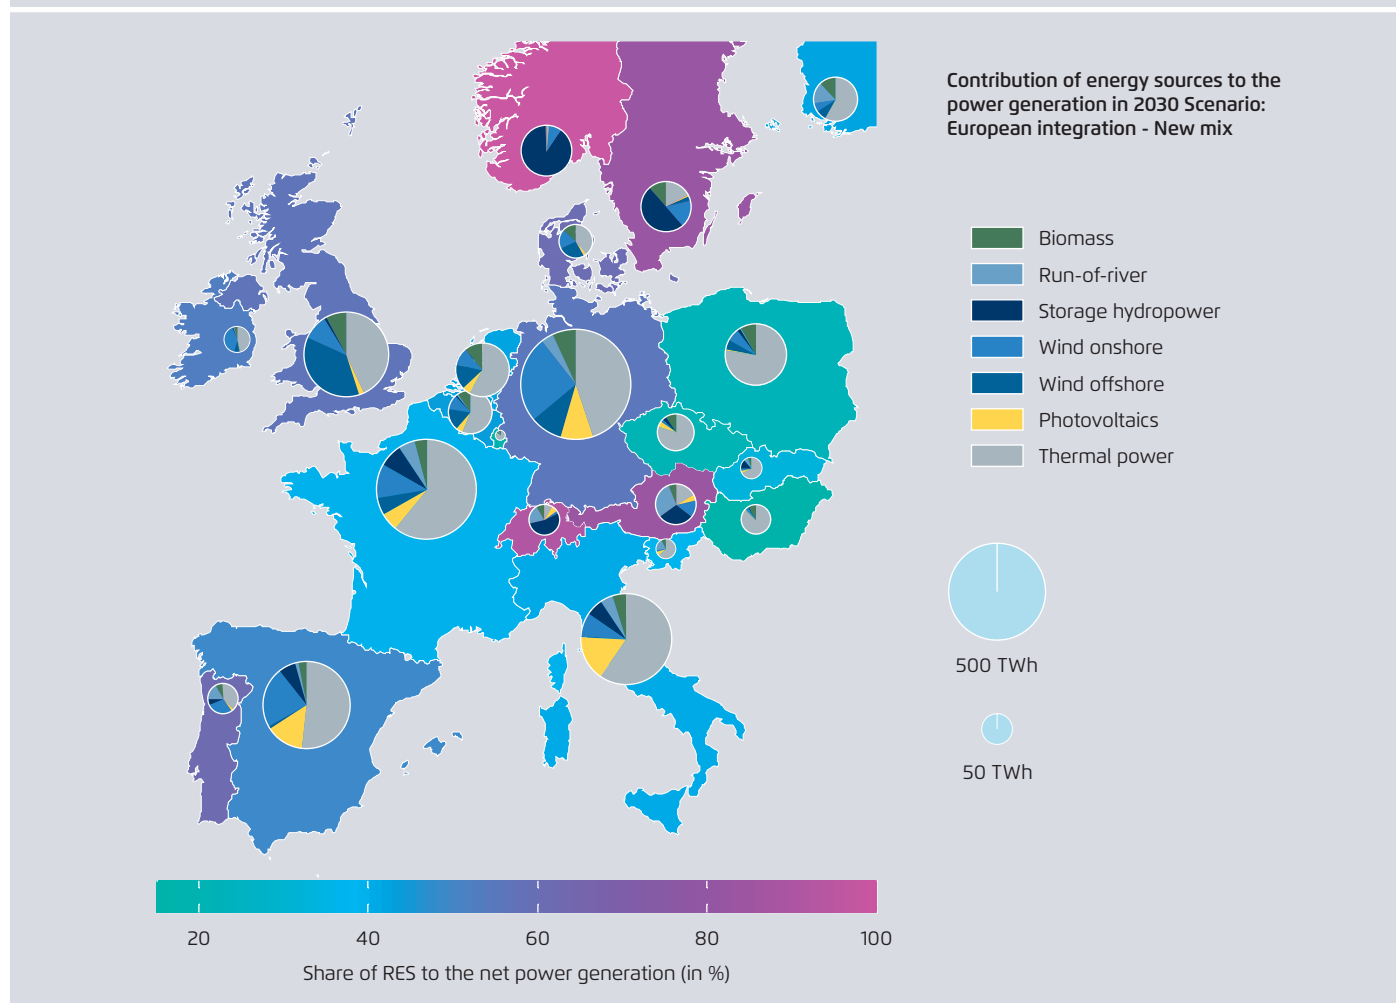 Contribution of energy sources to the
power generation in 2030 Scenario:
European integration - New mix
Biomass
Run-of-river
Storage hydropower
Wind onshore
Wind offshore
Photovoltaics
Thermal power
500 TWh
50 TWh
20 40 60 80 100
Share of RES to the net power generation (in %)